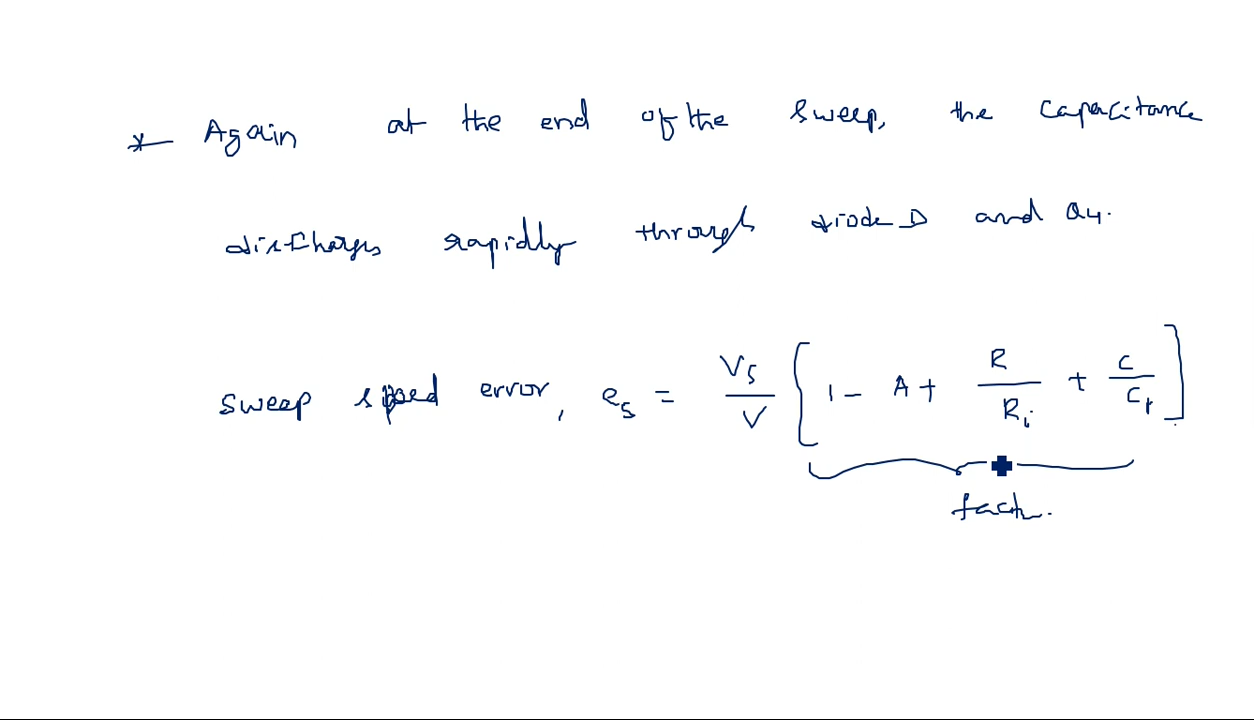 * Again at the end of the sweep, the capacitance
discharges rapidly through diode D and Q4.
sweep speed error, es = Vs/V [1 - A + R/Ri + C/C1]
factor.